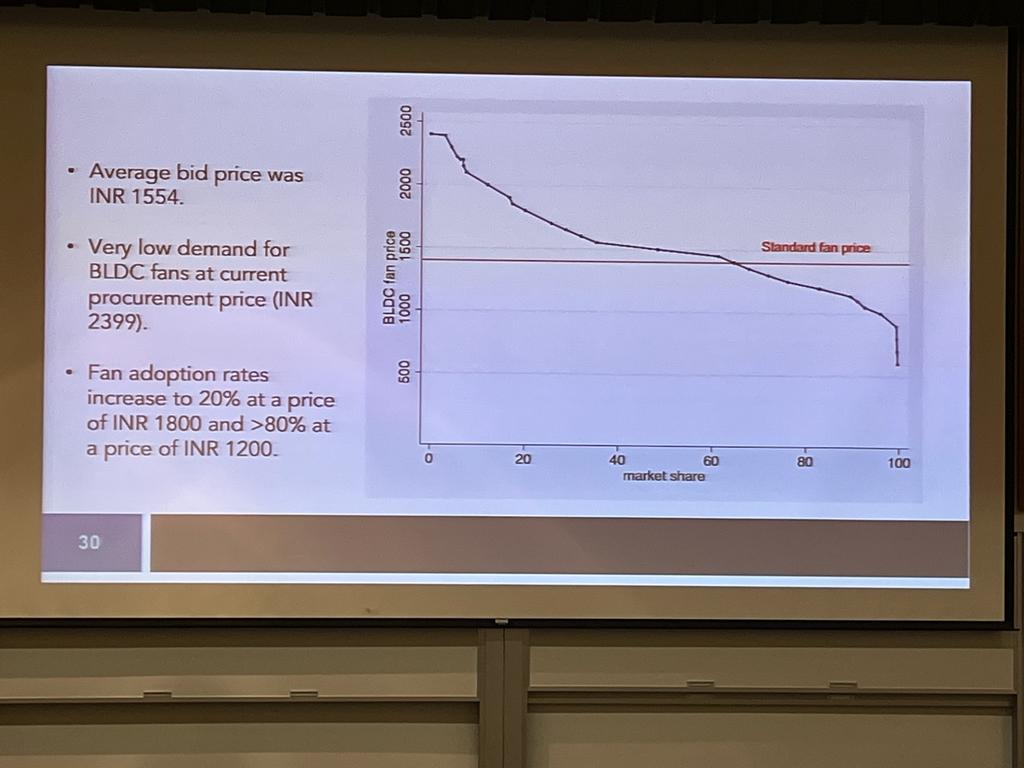 • Average bid price was
INR 1554.
• Very low demand for
BLDC fans at current
procurement price (INR
2399).
• Fan adoption rates
increase to 20% at a price
of INR 1800 and >80% at
a price of INR 1200.
BLDC fan price
2500
2000
1500
1000
500
Standard fan price
0 20 40 60 80 100
market share
30